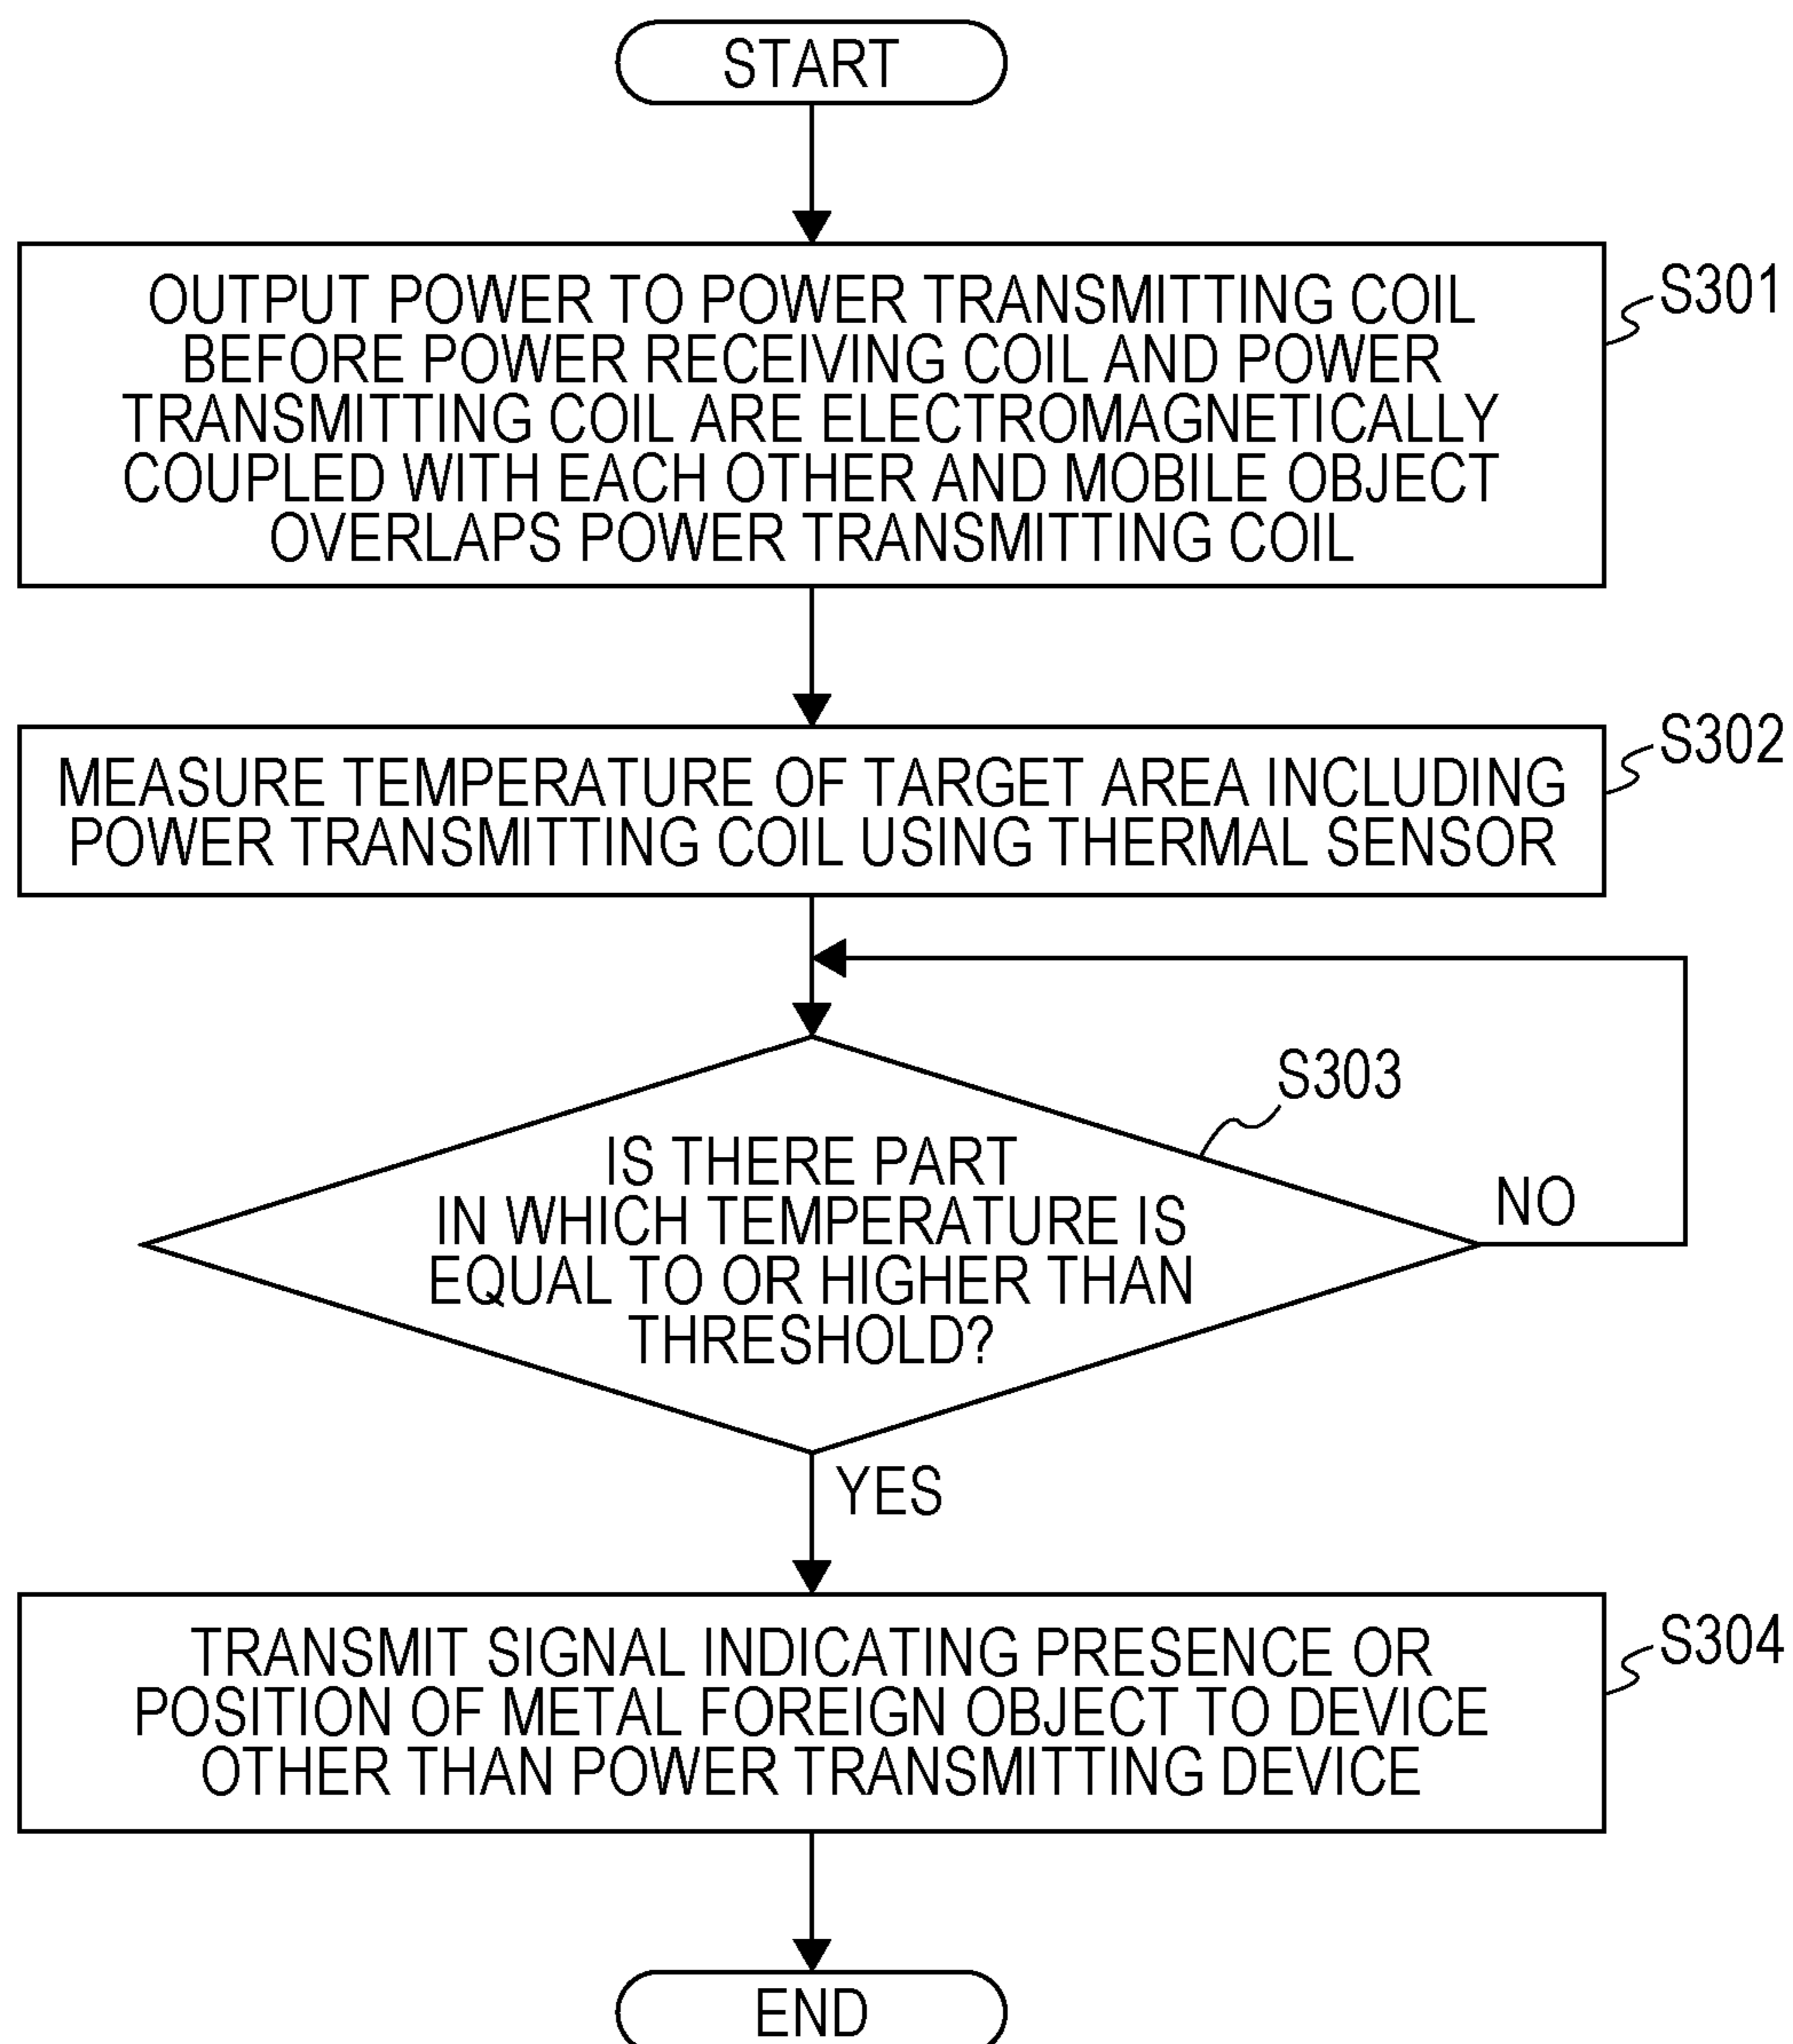 START
OUTPUT POWER TO POWER TRANSMITTING COIL
BEFORE POWER RECEIVING COIL AND POWER
TRANSMITTING COIL ARE ELECTROMAGNETICALLY
COUPLED WITH EACH OTHER AND MOBILE OBJECT
OVERLAPS POWER TRANSMITTING COIL
S301
MEASURE TEMPERATURE OF TARGET AREA INCLUDING
POWER TRANSMITTING COIL USING THERMAL SENSOR
S302
IS THERE PART
IN WHICH TEMPERATURE IS
EQUAL TO OR HIGHER THAN
THRESHOLD?
S303
NO
YES
TRANSMIT SIGNAL INDICATING PRESENCE OR
POSITION OF METAL FOREIGN OBJECT TO DEVICE
OTHER THAN POWER TRANSMITTING DEVICE
S304
END